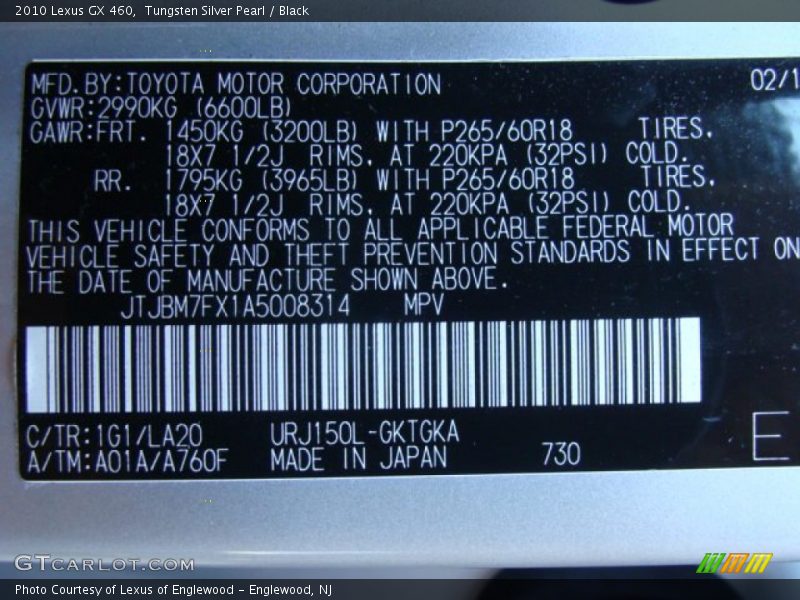 2010 Lexus GX 460, Tungsten Silver Pearl / Black
MFD.BY:TOYOTA MOTOR CORPORATION 02/1
GVWR:2990KG (6600LB)
GAWR:FRT. 1450KG (3200LB) WITH P265/60R18 TIRES,
18X7 1/2J RIMS, AT 220KPA (32PSI) COLD.
RR. 1795KG (3965LB) WITH P265/60R18 TIRES,
18X7 1/2J RIMS, AT 220KPA (32PSI) COLD.
THIS VEHICLE CONFORMS TO ALL APPLICABLE FEDERAL MOTOR
VEHICLE SAFETY AND THEFT PREVENTION STANDARDS IN EFFECT ON
THE DATE OF MANUFACTURE SHOWN ABOVE.
JTJBM7FX1A5008314 MPV
C/TR:1G1/LA20 URJ150L-GKTGKA
A/TM:A01A/A760F MADE IN JAPAN 730 E
GTCARLOT.COM
Photo Courtesy of Lexus of Englewood - Englewood, NJ